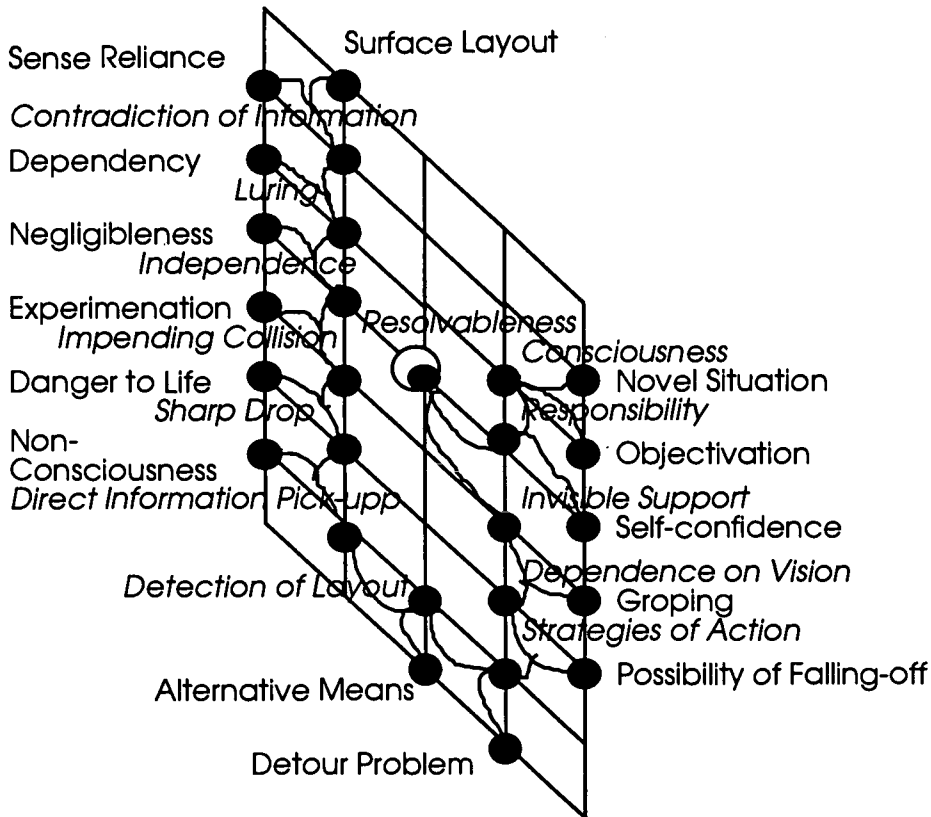 Surface Layout
Sense Reliance
Contradiction of Information
Dependency
Luring
Negligibleness
Independence
Experimenation
Resolvableness
Impending Collision
Consciousness
Danger to Life
Novel Situation
Sharp Drop
Responsibility
Non-
Consciousness
Objectivation
Direct Information Pick-upp
Invisible Support
Self-confidence
Dependence on Vision
Detection of Layout
Groping
Strategies of Action
Alternative Means
Possibility of Falling-off
Detour Problem